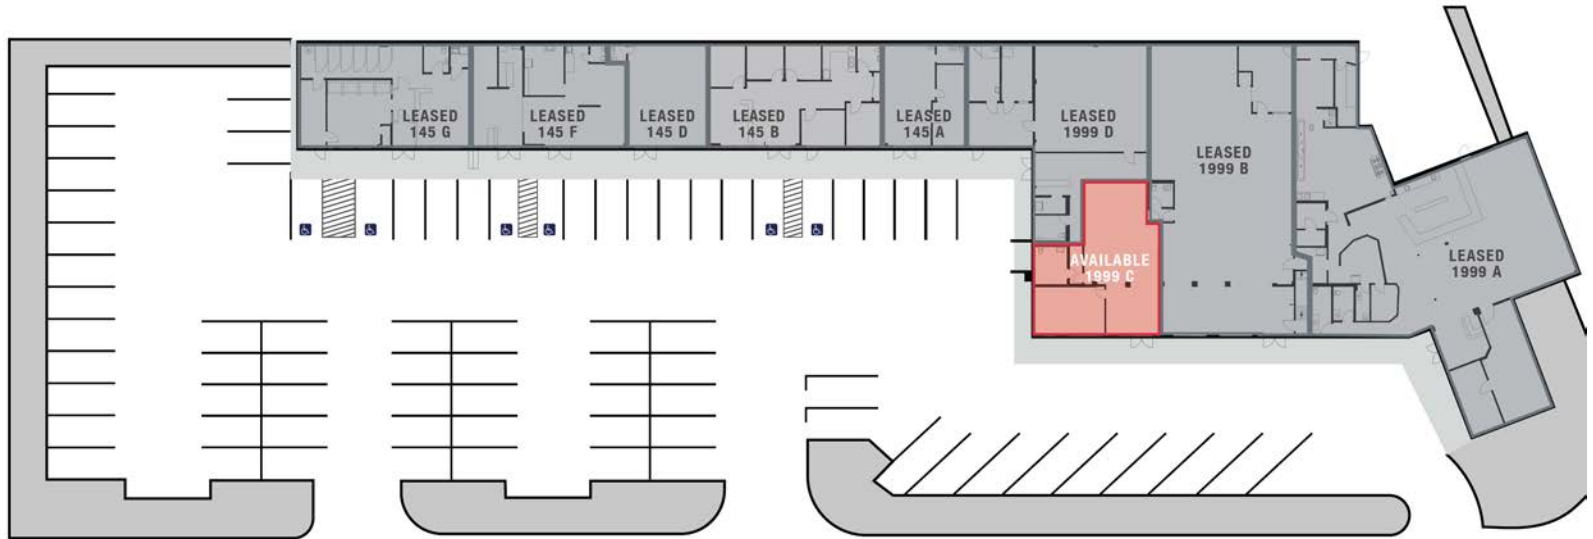 LEASED
145 G
LEASED
145 F
LEASED
145 D
LEASED
145 B
LEASED
145 A
LEASED
1999 D
LEASED
1999 B
AVAILABLE
1999 C
LEASED
1999 A